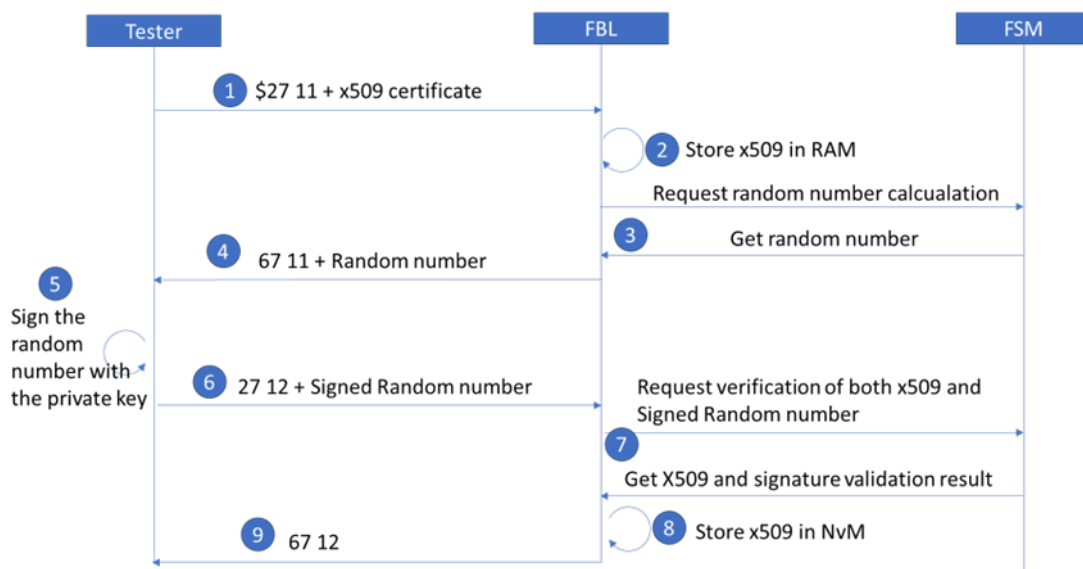 Tester
FBL
FSM
1
$27 11 + x509 certificate
2
Store x509 in RAM
Request random number calcualation
3
Get random number
4
67 11 + Random number
5
Sign the
random
number with
the private key
6
27 12 + Signed Random number
Request verification of both x509 and
Signed Random number
7
Get X509 and signature validation result
8
Store x509 in NvM
9
67 12